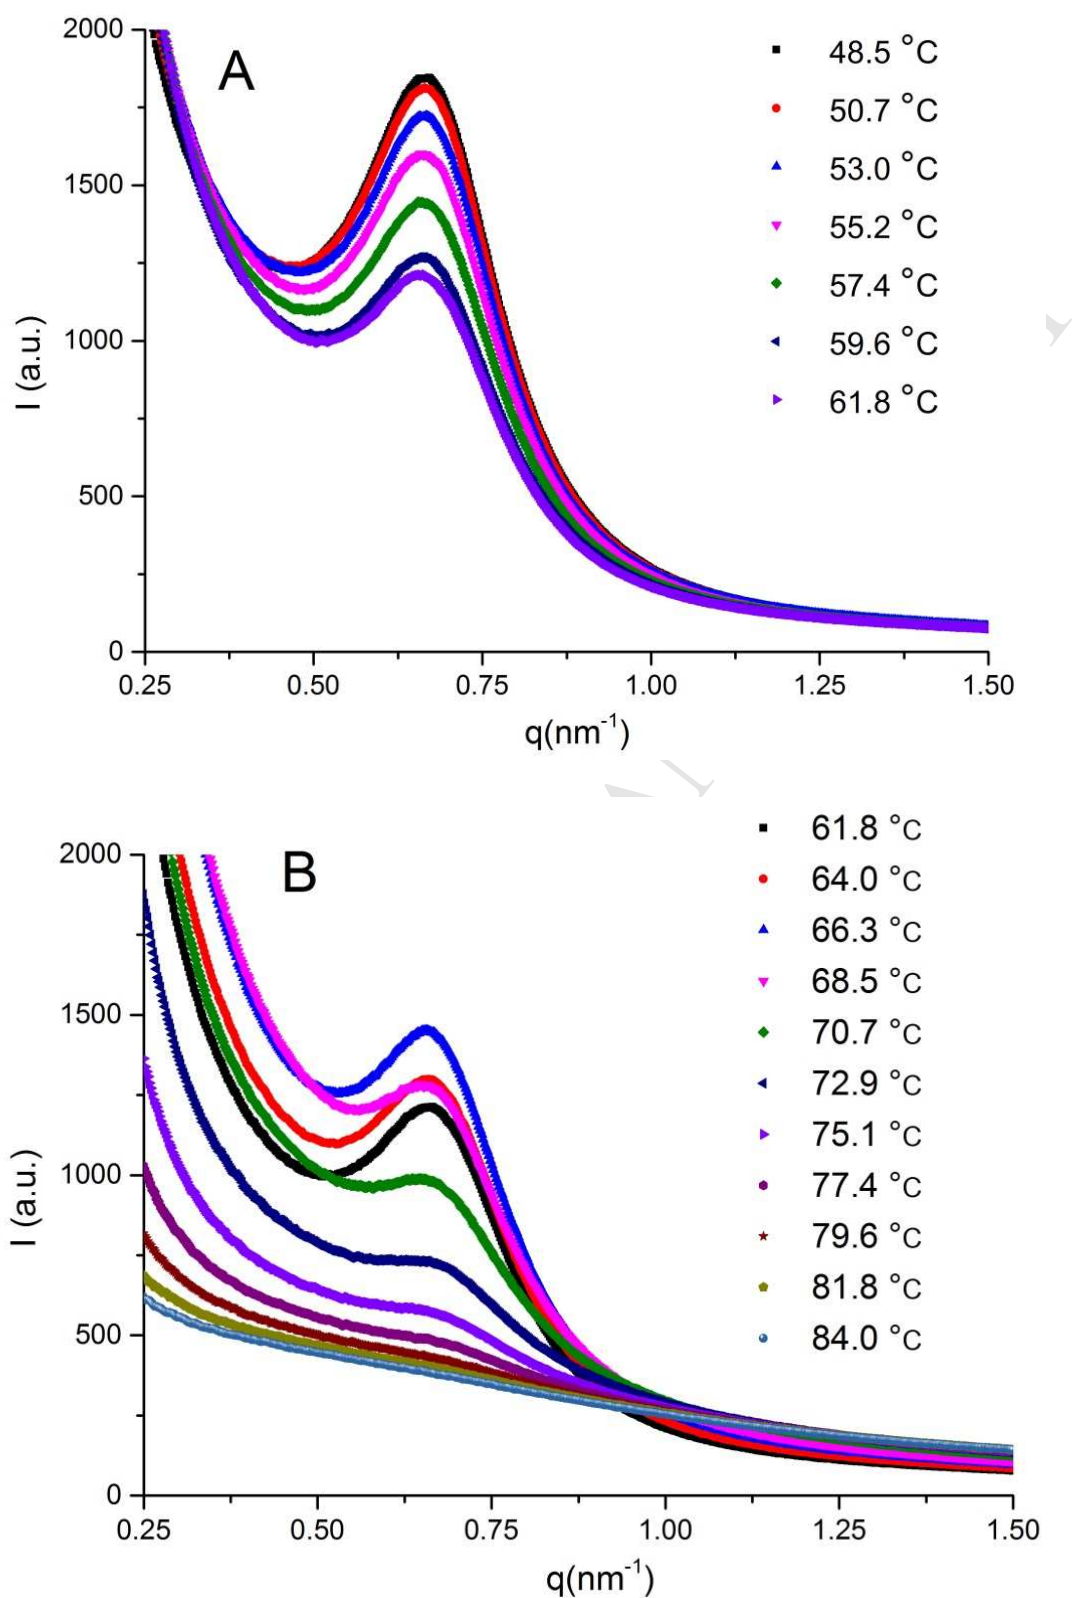 A
2000
1500
1000
500
0
I (a.u.)
0.25 0.50 0.75 1.00 1.25 1.50
q(nm⁻¹)
48.5 °C
50.7 °C
53.0 °C
55.2 °C
57.4 °C
59.6 °C
61.8 °C
B
2000
1500
1000
500
0
I (a.u.)
0.25 0.50 0.75 1.00 1.25 1.50
q(nm⁻¹)
61.8 °C
64.0 °C
66.3 °C
68.5 °C
70.7 °C
72.9 °C
75.1 °C
77.4 °C
79.6 °C
81.8 °C
84.0 °C